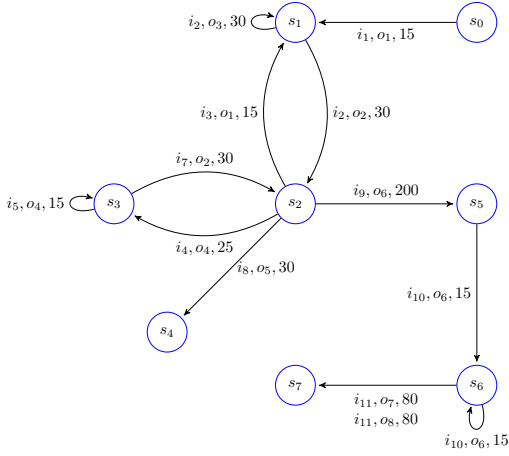 i₂, o₃, 30
s₁
s₀
i₁, o₁, 15
i₃, o₁, 15
i₂, o₂, 30
i₇, o₂, 30
i₉, o₆, 200
i₅, o₄, 15
s₃
s₂
s₅
i₄, o₄, 25
i₈, o₅, 30
i₁₀, o₆, 15
s₄
s₇
s₆
i₁₁, o₇, 80
i₁₁, o₈, 80
i₁₀, o₆, 15